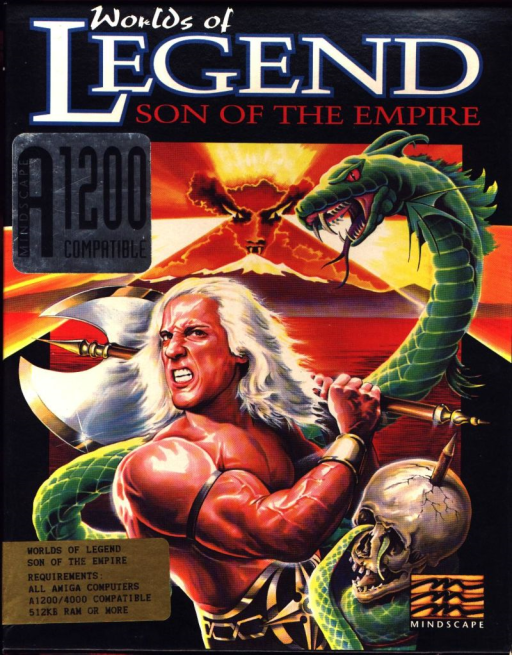 Worlds of
LEGEND
SON OF THE EMPIRE
MINDSCAPE
A1200
COMPATIBLE
WORLDS OF LEGEND
SON OF THE EMPIRE
REQUIREMENTS:
ALL AMIGA COMPUTERS
A1200/4000 COMPATIBLE
512KB RAM OR MORE
MINDSCAPE